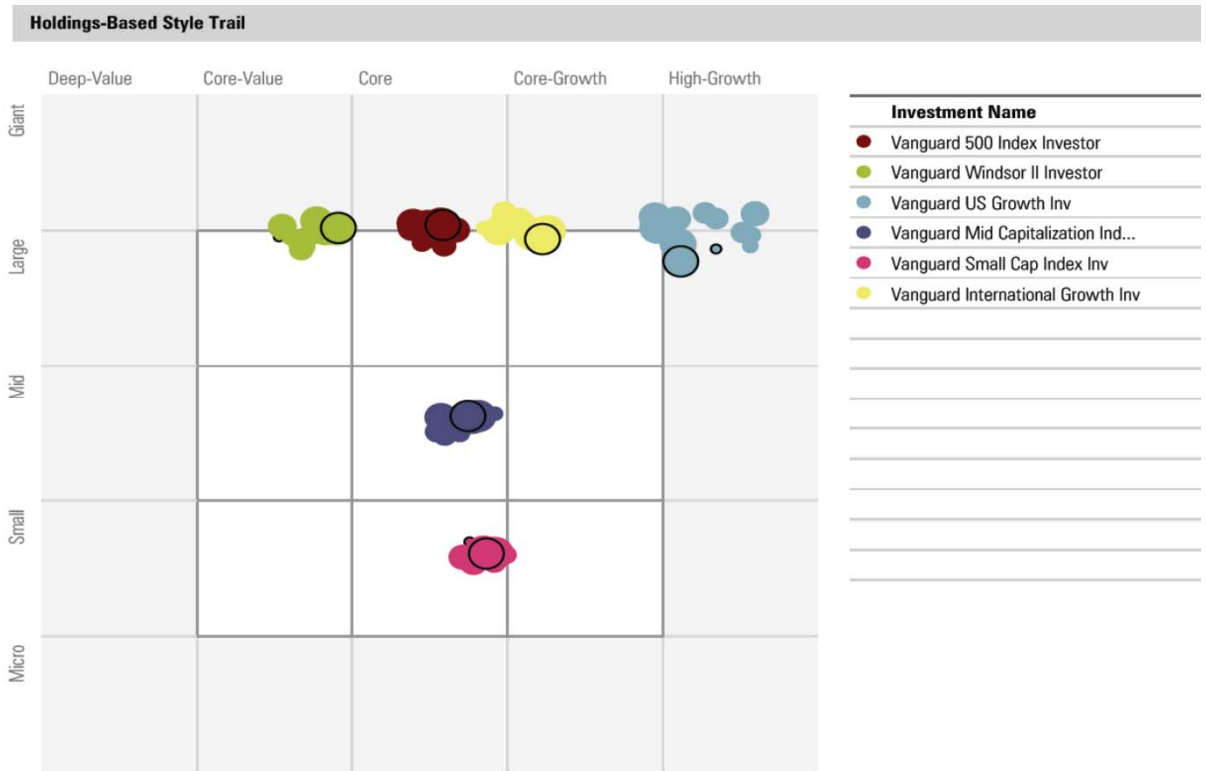 Holdings-Based Style Trail
Deep-Value Core-Value Core Core-Growth High-Growth
Giant
Large
Mid
Small
Micro
Investment Name
Vanguard 500 Index Investor
Vanguard Windsor II Investor
Vanguard US Growth Inv
Vanguard Mid Capitalization Ind...
Vanguard Small Cap Index Inv
Vanguard International Growth Inv